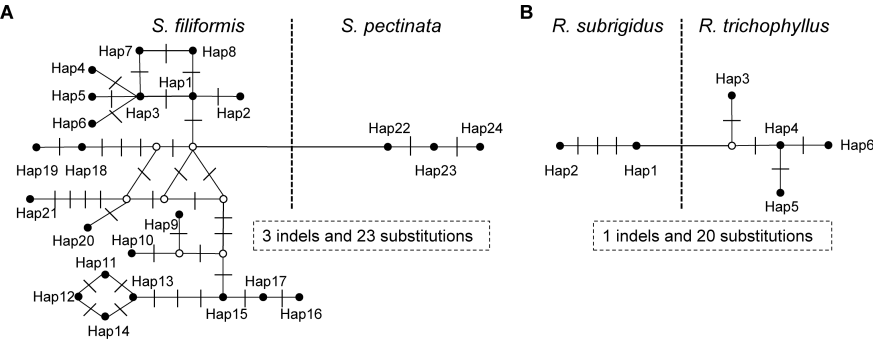 A
S. filiformis
S. pectinata
Hap7
Hap8
Hap4
Hap1
Hap5
Hap3
Hap2
Hap6
Hap22
Hap24
Hap19
Hap18
Hap23
Hap21
Hap20
Hap9
Hap10
3 indels and 23 substitutions
Hap11
Hap13
Hap17
Hap12
Hap14
Hap15
Hap16
B
R. subrigidus
R. trichophyllus
Hap3
Hap4
Hap6
Hap2
Hap1
Hap5
1 indels and 20 substitutions